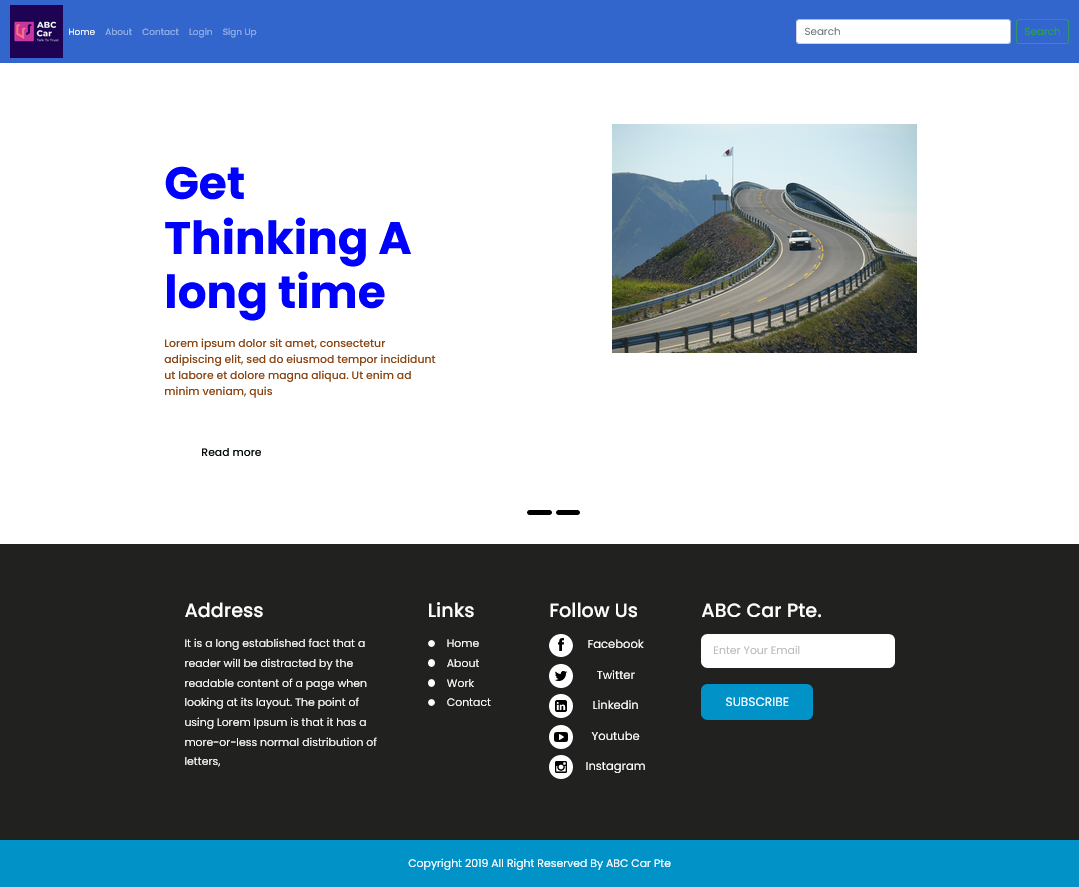 ABC
Car
Talk To Trust
Home About Contact Login Sign Up
Search
Search
Get
Thinking A
long time
Lorem ipsum dolor sit amet, consectetur
adipiscing elit, sed do eiusmod tempor incididunt
ut labore et dolore magna aliqua. Ut enim ad
minim veniam, quis
Read more
Address
It is a long established fact that a
reader will be distracted by the
readable content of a page when
looking at its layout. The point of
using Lorem Ipsum is that it has a
more-or-less normal distribution of
letters,
Links
Home
About
Work
Contact
Follow Us
Facebook
Twitter
Linkedin
Youtube
Instagram
ABC Car Pte.
Enter Your Email
SUBSCRIBE
Copyright 2019 All Right Reserved By ABC Car Pte